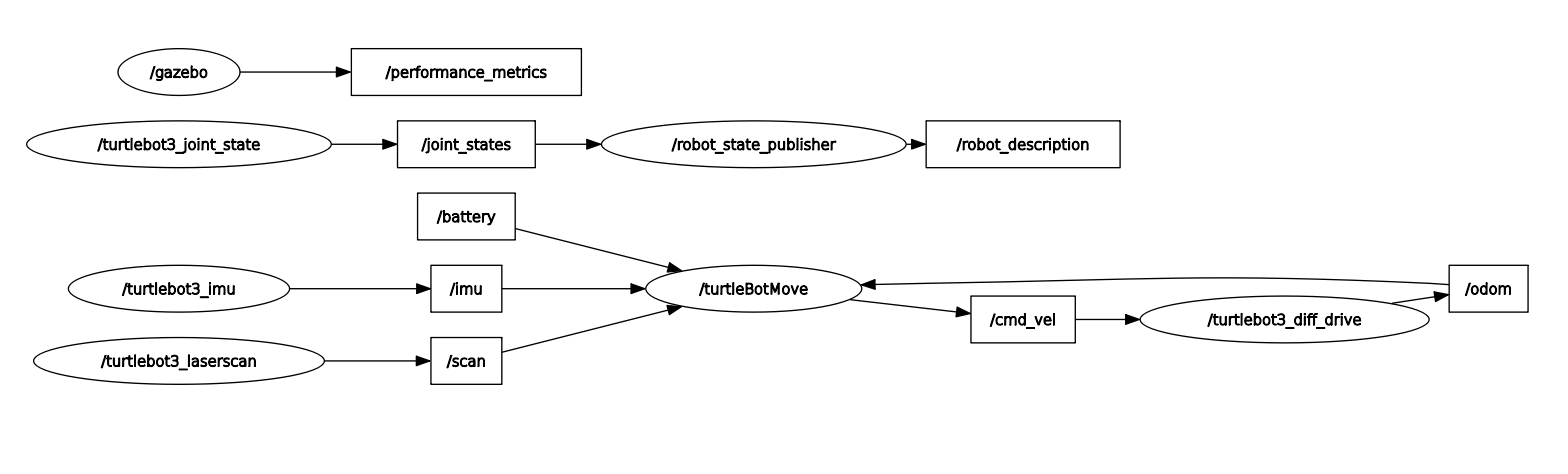 /gazebo
/performance_metrics
/turtlebot3_joint_state
/joint_states
/robot_state_publisher
/robot_description
/battery
/turtlebot3_imu
/imu
/turtleBotMove
/odom
/cmd_vel
/turtlebot3_diff_drive
/turtlebot3_laserscan
/scan